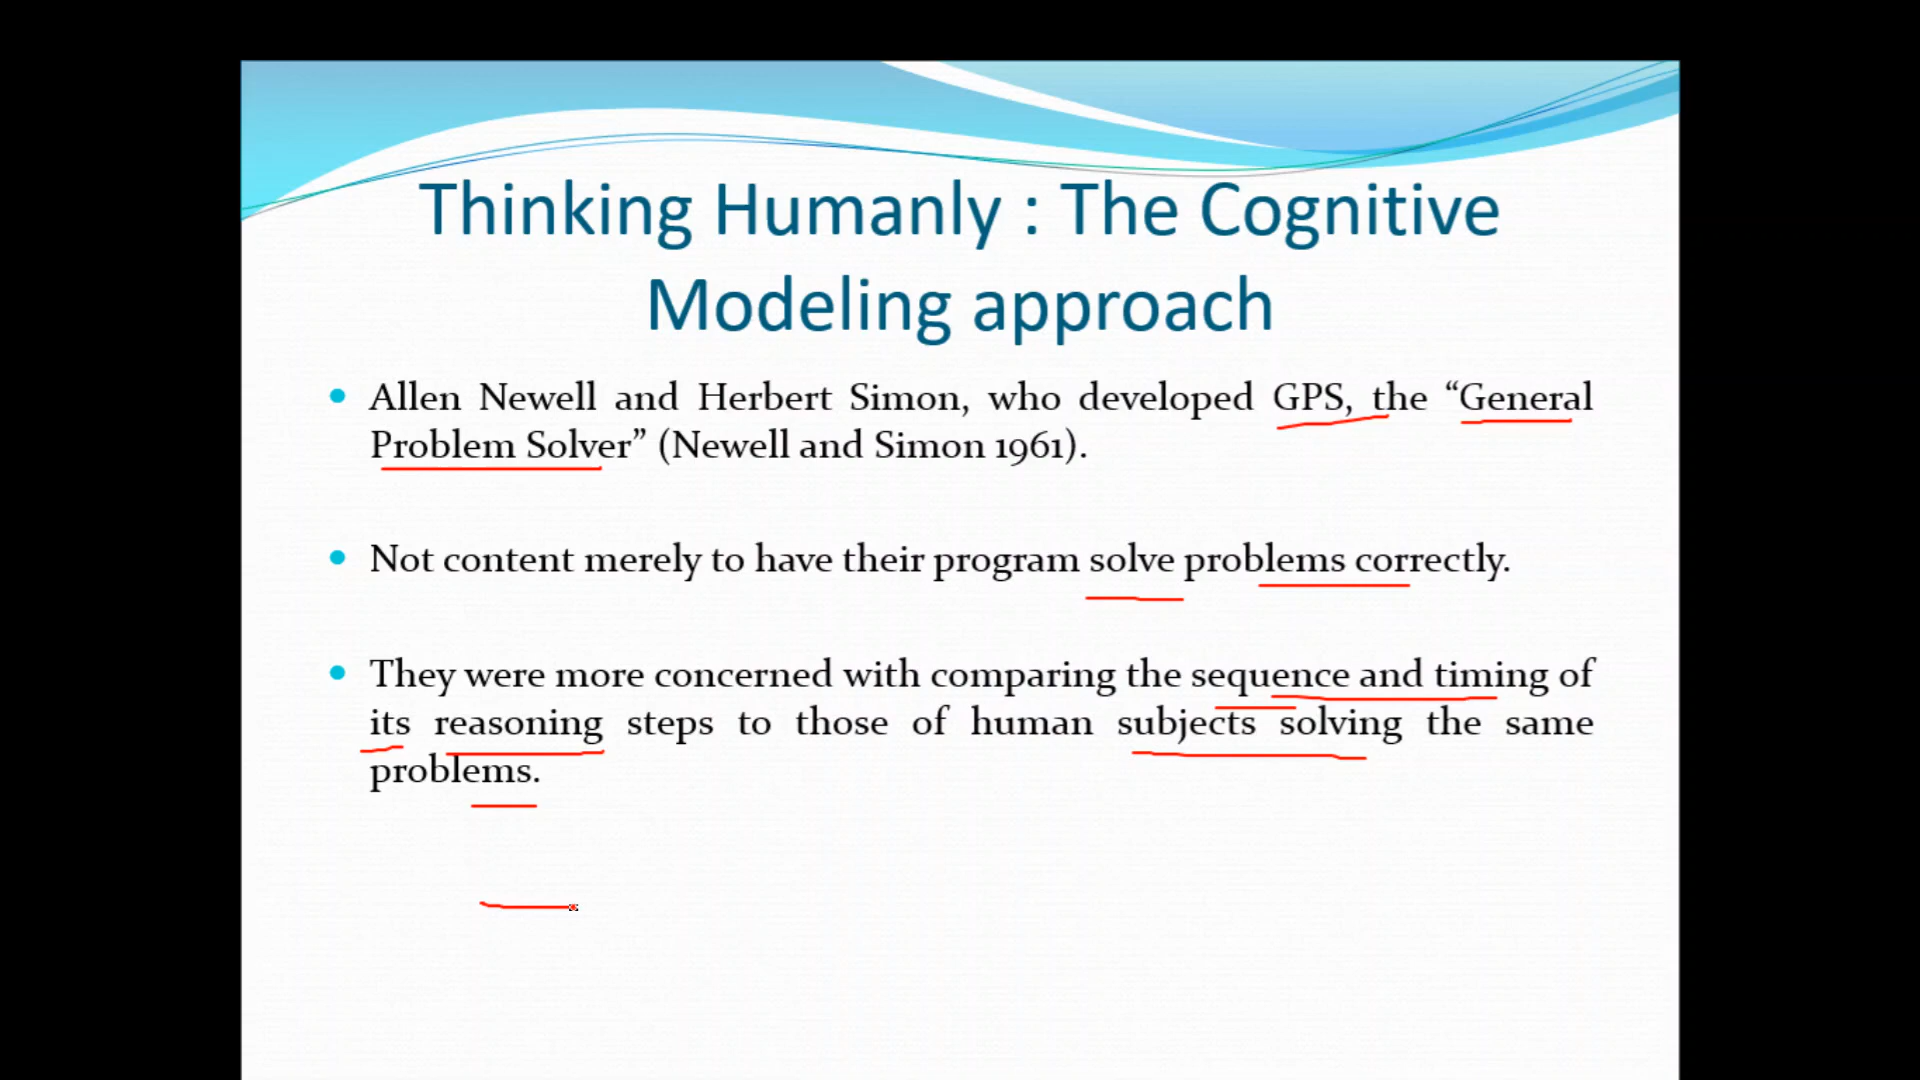 Thinking Humanly : The Cognitive
Modeling approach
Allen Newell and Herbert Simon, who developed GPS, the “General
Problem Solver” (Newell and Simon 1961).
Not content merely to have their program solve problems correctly.
They were more concerned with comparing the sequence and timing of
its reasoning steps to those of human subjects solving the same
problems.